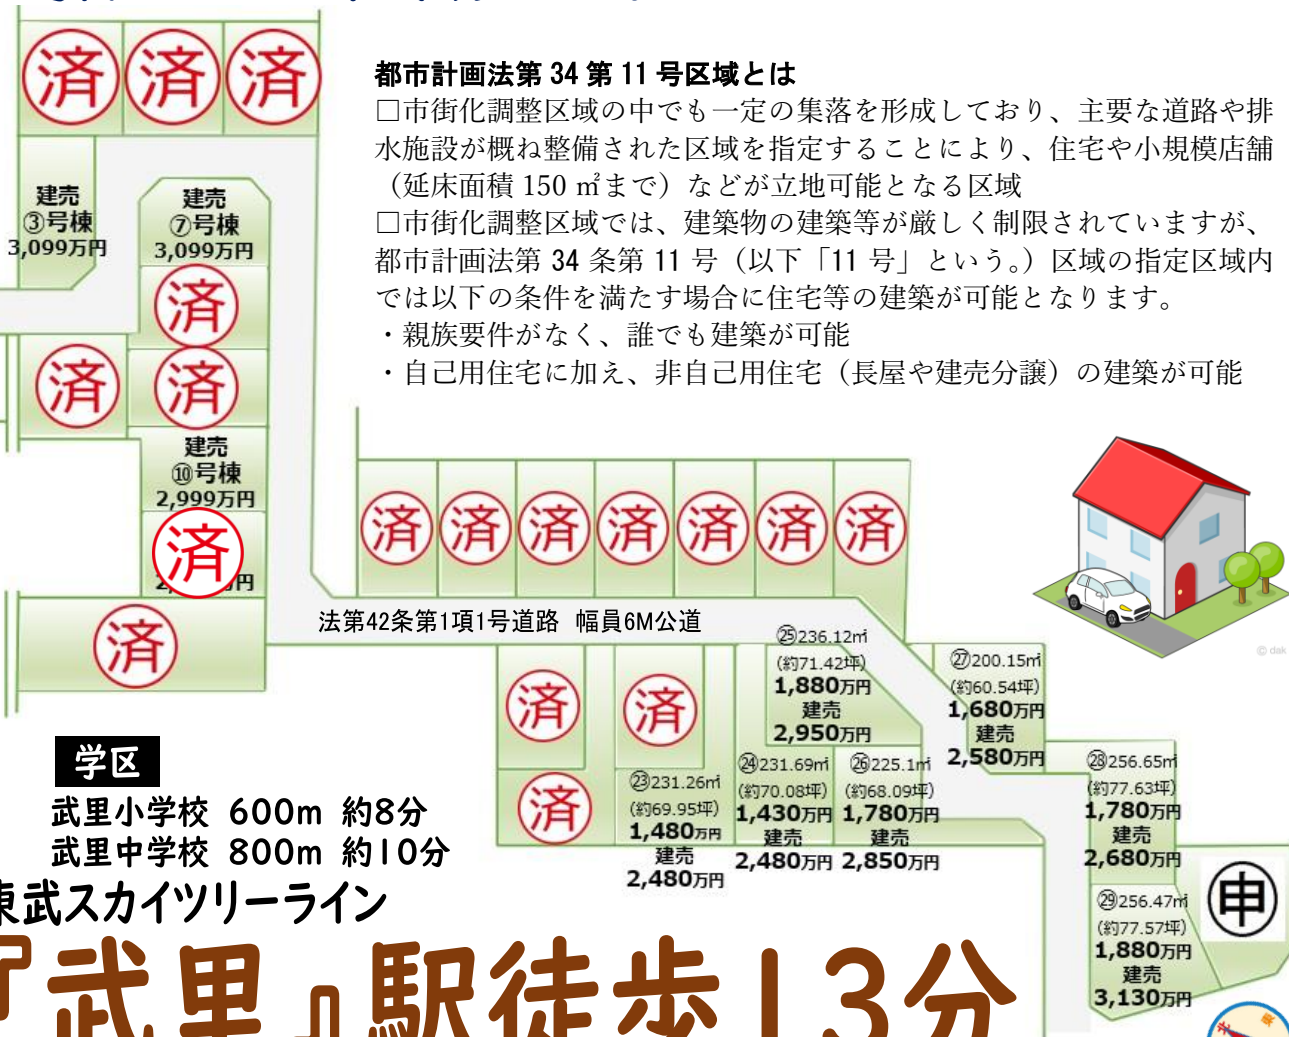 都市計画法第 34 第 11 号区域とは
□市街化調整区域の中でも一定の集落を形成しており、主要な道路や排
水施設が概ね整備された区域を指定することにより、住宅や小規模店舗
（延床面積 150 ㎡まで）などが立地可能となる区域
□市街化調整区域では、建築物の建築等が厳しく制限されていますが、
都市計画法第 34 条第 11 号（以下「11 号」という。）区域の指定区域内
では以下の条件を満たす場合に住宅等の建築が可能となります。
・親族要件がなく、誰でも建築が可能
・自己用住宅に加え、非自己用住宅（長屋や建売分譲）の建築が可能
済
済
済
建売
③号棟
3,099万円
建売
⑦号棟
3,099万円
済
済
済
建売
⑩号棟
2,999万円
済
円
済
済
済
済
済
済
済
済
法第42条第1項1号道路 幅員6M公道
済
済
済
㉓231.26㎡
(約69.95坪)
1,480万円
建売
2,480万円
㉔231.69㎡
(約70.08坪)
1,430万円
建売
2,480万円
㉕236.12㎡
(約71.42坪)
1,880万円
建売
2,950万円
㉖225.1㎡
(約68.09坪)
1,780万円
建売
2,850万円
㉗200.15㎡
(約60.54坪)
1,680万円
建売
2,580万円
㉘256.65㎡
(約77.63坪)
1,780万円
建売
2,680万円
㉙256.47㎡
(約77.57坪)
1,880万円
建売
3,130万円
申
© dak
学区
武里小学校 600m 約8分
武里中学校 800m 約10分
東武スカイツリーライン
『武里』駅徒歩13分